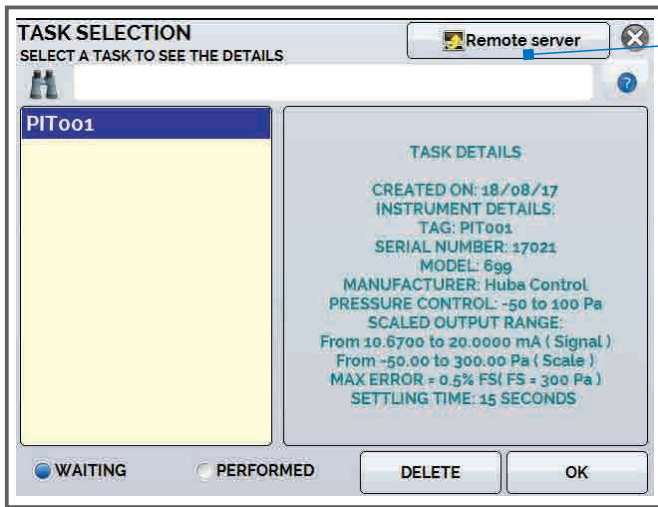 TASK SELECTION
SELECT A TASK TO SEE THE DETAILS
Remote server
?
PIT001
TASK DETAILS
CREATED ON: 18/08/17
INSTRUMENT DETAILS:
TAG: PIT001
SERIAL NUMBER: 17021
MODEL: 699
MANUFACTURER: Huba Control
PRESSURE CONTROL: -50 to 100 Pa
SCALED OUTPUT RANGE:
From 10.6700 to 20.0000 mA ( Signal )
From -50.00 to 300.00 Pa ( Scale )
MAX ERROR = 0.5% FS( FS = 300 Pa )
SETTLING TIME: 15 SECONDS
WAITING
PERFORMED
DELETE
OK